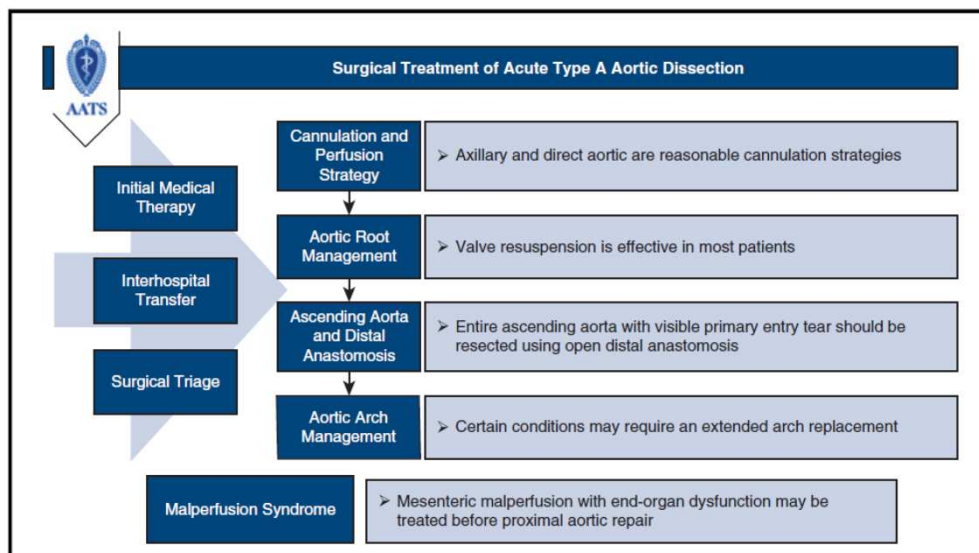 Surgical Treatment of Acute Type A Aortic Dissection
AATS
Initial Medical
Therapy
Interhospital
Transfer
Surgical Triage
Cannulation and
Perfusion
Strategy
➢ Axillary and direct aortic are reasonable cannulation strategies
Aortic Root
Management
➢ Valve resuspension is effective in most patients
Ascending Aorta
and Distal
Anastomosis
➢ Entire ascending aorta with visible primary entry tear should be
resected using open distal anastomosis
Aortic Arch
Management
➢ Certain conditions may require an extended arch replacement
Malperfusion Syndrome
➢ Mesenteric malperfusion with end-organ dysfunction may be
treated before proximal aortic repair